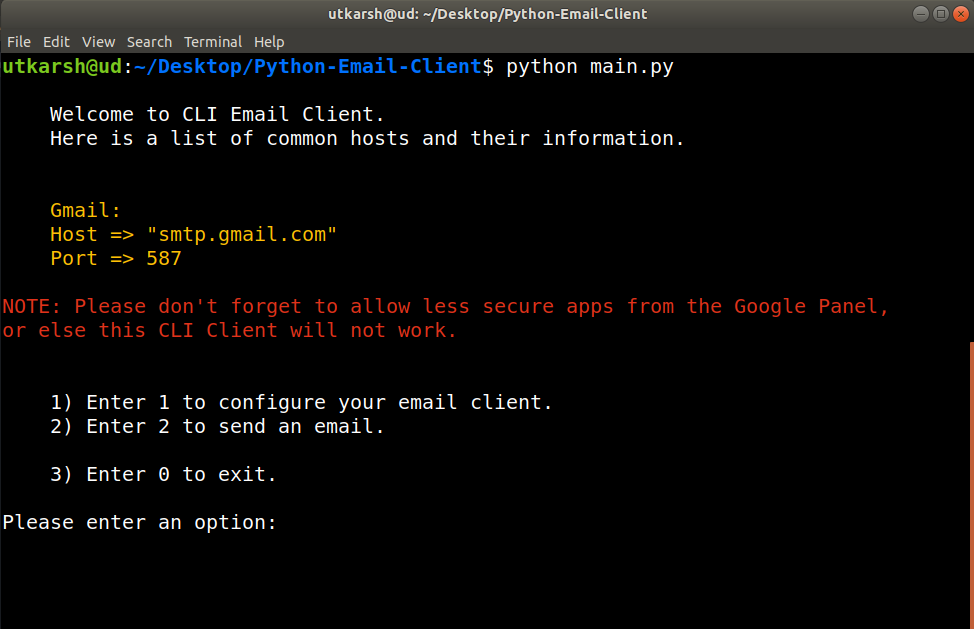 utkarsh@ud: ~/Desktop/Python-Email-Client
File Edit View Search Terminal Help
utkarsh@ud:~/Desktop/Python-Email-Client$ python main.py
Welcome to CLI Email Client.
Here is a list of common hosts and their information.
Gmail:
Host => "smtp.gmail.com"
Port => 587
NOTE: Please don't forget to allow less secure apps from the Google Panel,
or else this CLI Client will not work.
1) Enter 1 to configure your email client.
2) Enter 2 to send an email.
3) Enter 0 to exit.
Please enter an option: